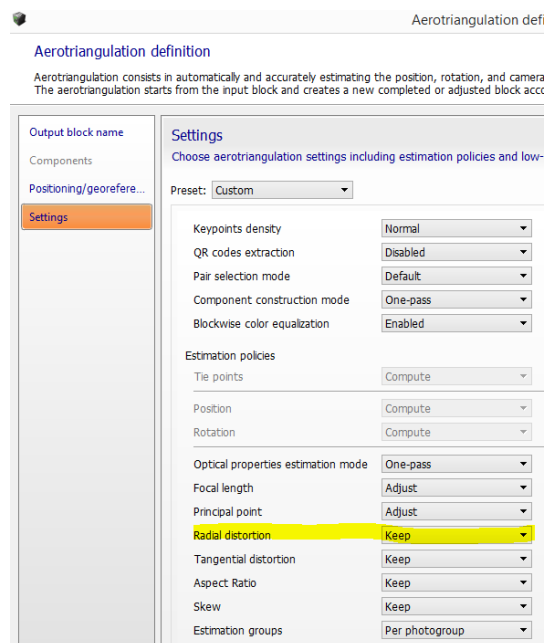 Aerotriangulation defi
Aerotriangulation definition
Aerotriangulation consists in automatically and accurately estimating the position, rotation, and camera
The aerotriangulation starts from the input block and creates a new completed or adjusted block acco
Output block name
Components
Positioning/georefere...
Settings
Settings
Choose aerotriangulation settings including estimation policies and low-
Preset: Custom
Keypoints density Normal
QR codes extraction Disabled
Pair selection mode Default
Component construction mode One-pass
Blockwise color equalization Enabled
Estimation policies
Tie points Compute
Position Compute
Rotation Compute
Optical properties estimation mode One-pass
Focal length Adjust
Principal point Adjust
Radial distortion Keep
Tangential distortion Keep
Aspect Ratio Keep
Skew Keep
Estimation groups Per photogroup